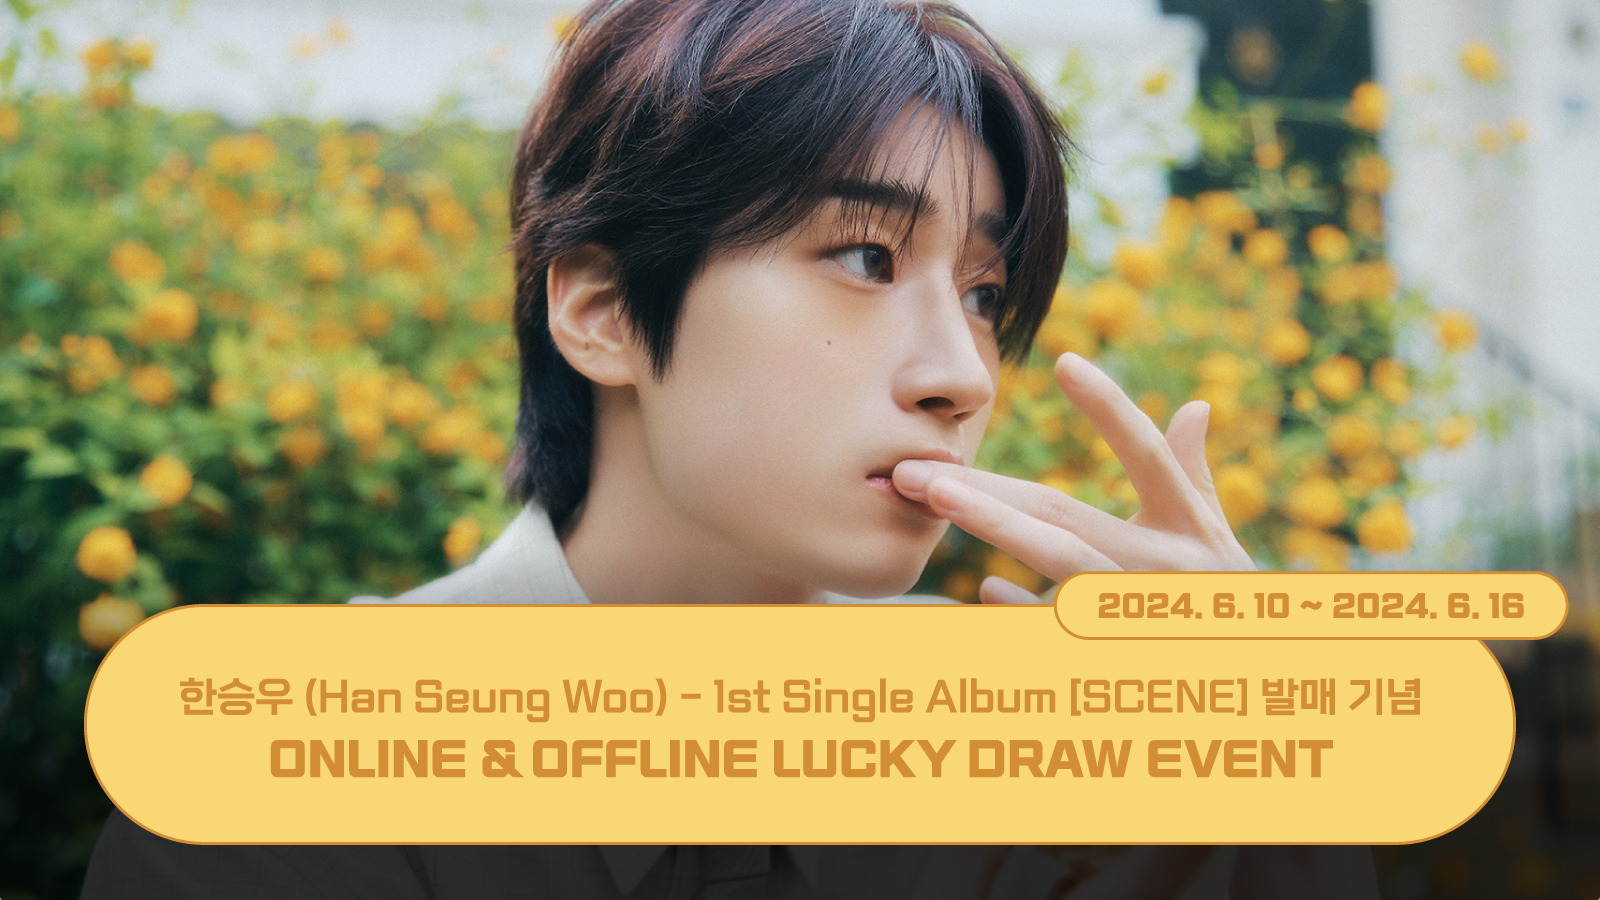 2024. 6. 10 ~ 2024. 6. 16
한승우 (Han Seung Woo) - 1st Single Album [SCENE] 발매 기념
ONLINE & OFFLINE LUCKY DRAW EVENT